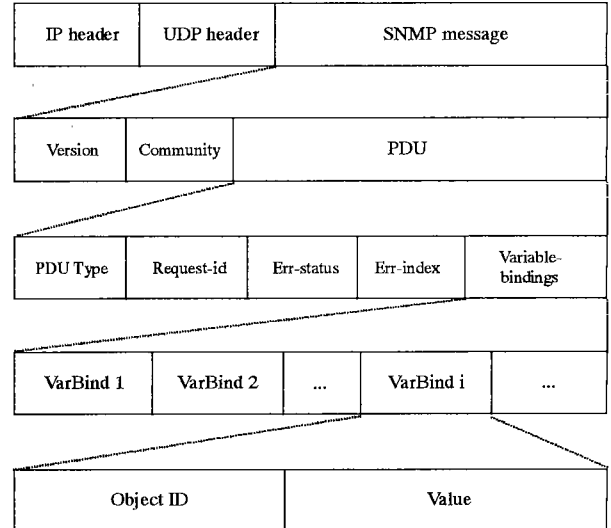 IP header UDP header SNMP message
Version Community PDU
PDU Type Request-id Err-status Err-index Variable-
bindings
VarBind 1 VarBind 2 ... VarBind i ...
Object ID Value